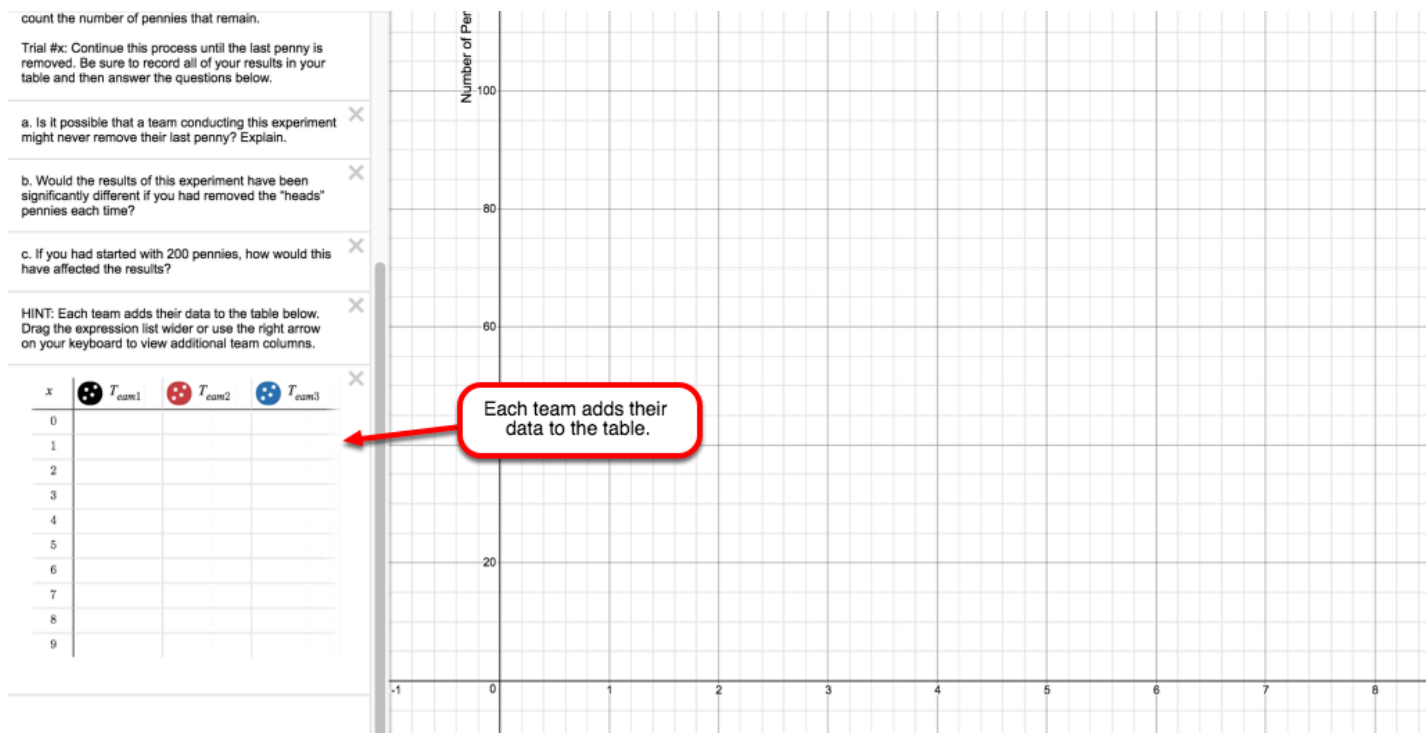 count the number of pennies that remain.
Trial #x: Continue this process until the last penny is
removed. Be sure to record all of your results in your
table and then answer the questions below.
a. Is it possible that a team conducting this experiment
might never remove their last penny? Explain.
b. Would the results of this experiment have been
significantly different if you had removed the "heads"
pennies each time?
c. If you had started with 200 pennies, how would this
have affected the results?
HINT: Each team adds their data to the table below.
Drag the expression list wider or use the right arrow
on your keyboard to view additional team columns.
x Team1 Team2 Team3
0
1
2
3
4
5
6
7
8
9
Each team adds their
data to the table.
Number of Per
100
80
60
20
-1 0 1 2 3 4 5 6 7 8